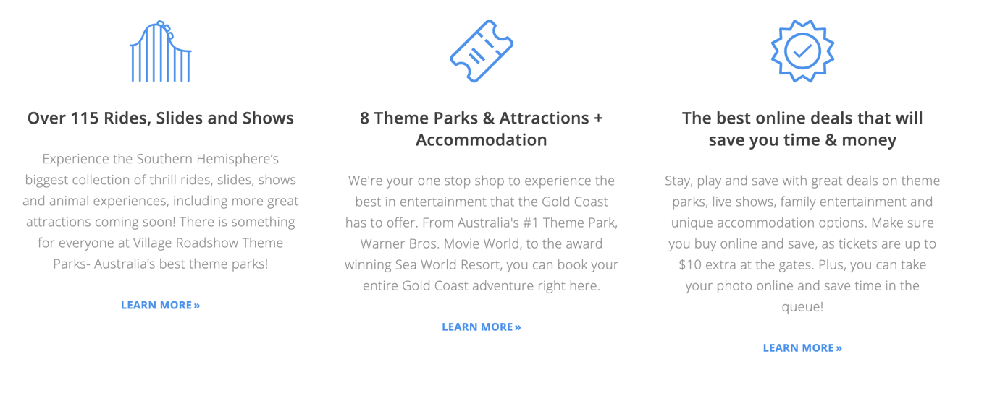 Over 115 Rides, Slides and Shows
Experience the Southern Hemisphere’s
biggest collection of thrill rides, slides, shows
and animal experiences, including more great
attractions coming soon! There is something
for everyone at Village Roadshow Theme
Parks- Australia’s best theme parks!
LEARN MORE »
8 Theme Parks & Attractions +
Accommodation
We're your one stop shop to experience the
best in entertainment that the Gold Coast
has to offer. From Australia's #1 Theme Park,
Warner Bros. Movie World, to the award
winning Sea World Resort, you can book your
entire Gold Coast adventure right here.
LEARN MORE »
The best online deals that will
save you time & money
Stay, play and save with great deals on theme
parks, live shows, family entertainment and
unique accommodation options. Make sure
you buy online and save, as tickets are up to
$10 extra at the gates. Plus, you can take
your photo online and save time in the
queue!
LEARN MORE »